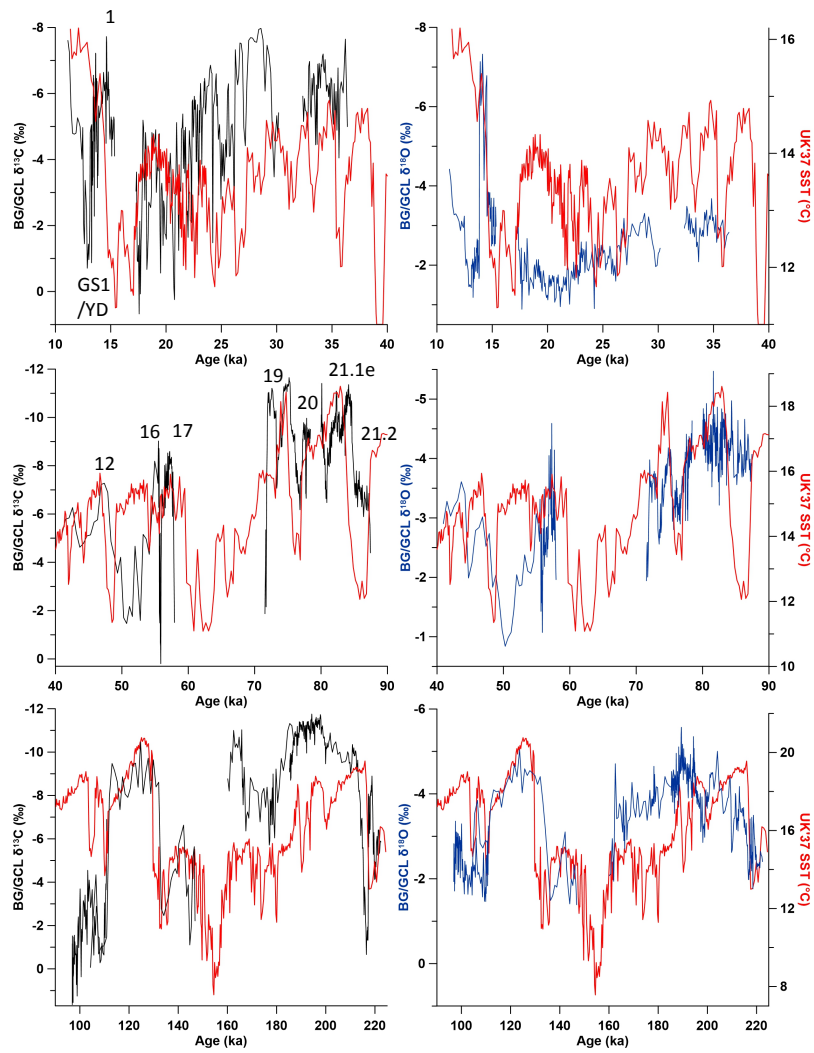 -8
-6
-4
-2
0
BG/GCL δ¹³C (‰)
1
GS1
/YD
10 15 20 25 30 35 40
Age (ka)
-8
-6
-4
-2
BG/GCL δ¹⁸O (‰)
16
14
12
UK'37 SST (°C)
10 15 20 25 30 35 40
Age (ka)
-12
-10
-8
-6
-4
-2
0
BG/GCL δ¹³C (‰)
12
16
17
19
20
21.1e
21.2
40 50 60 70 80 90
Age (ka)
-5
-4
-3
-2
-1
BG/GCL δ¹⁸O (‰)
18
16
14
12
10
UK'37 SST (°C)
40 50 60 70 80 90
Age (ka)
-12
-10
-8
-6
-4
-2
0
BG/GCL δ¹³C (‰)
100 120 140 160 180 200 220
Age (ka)
-6
-4
-2
0
BG/GCL δ¹⁸O (‰)
20
16
12
8
UK'37 SST (°C)
100 120 140 160 180 200 220
Age (ka)